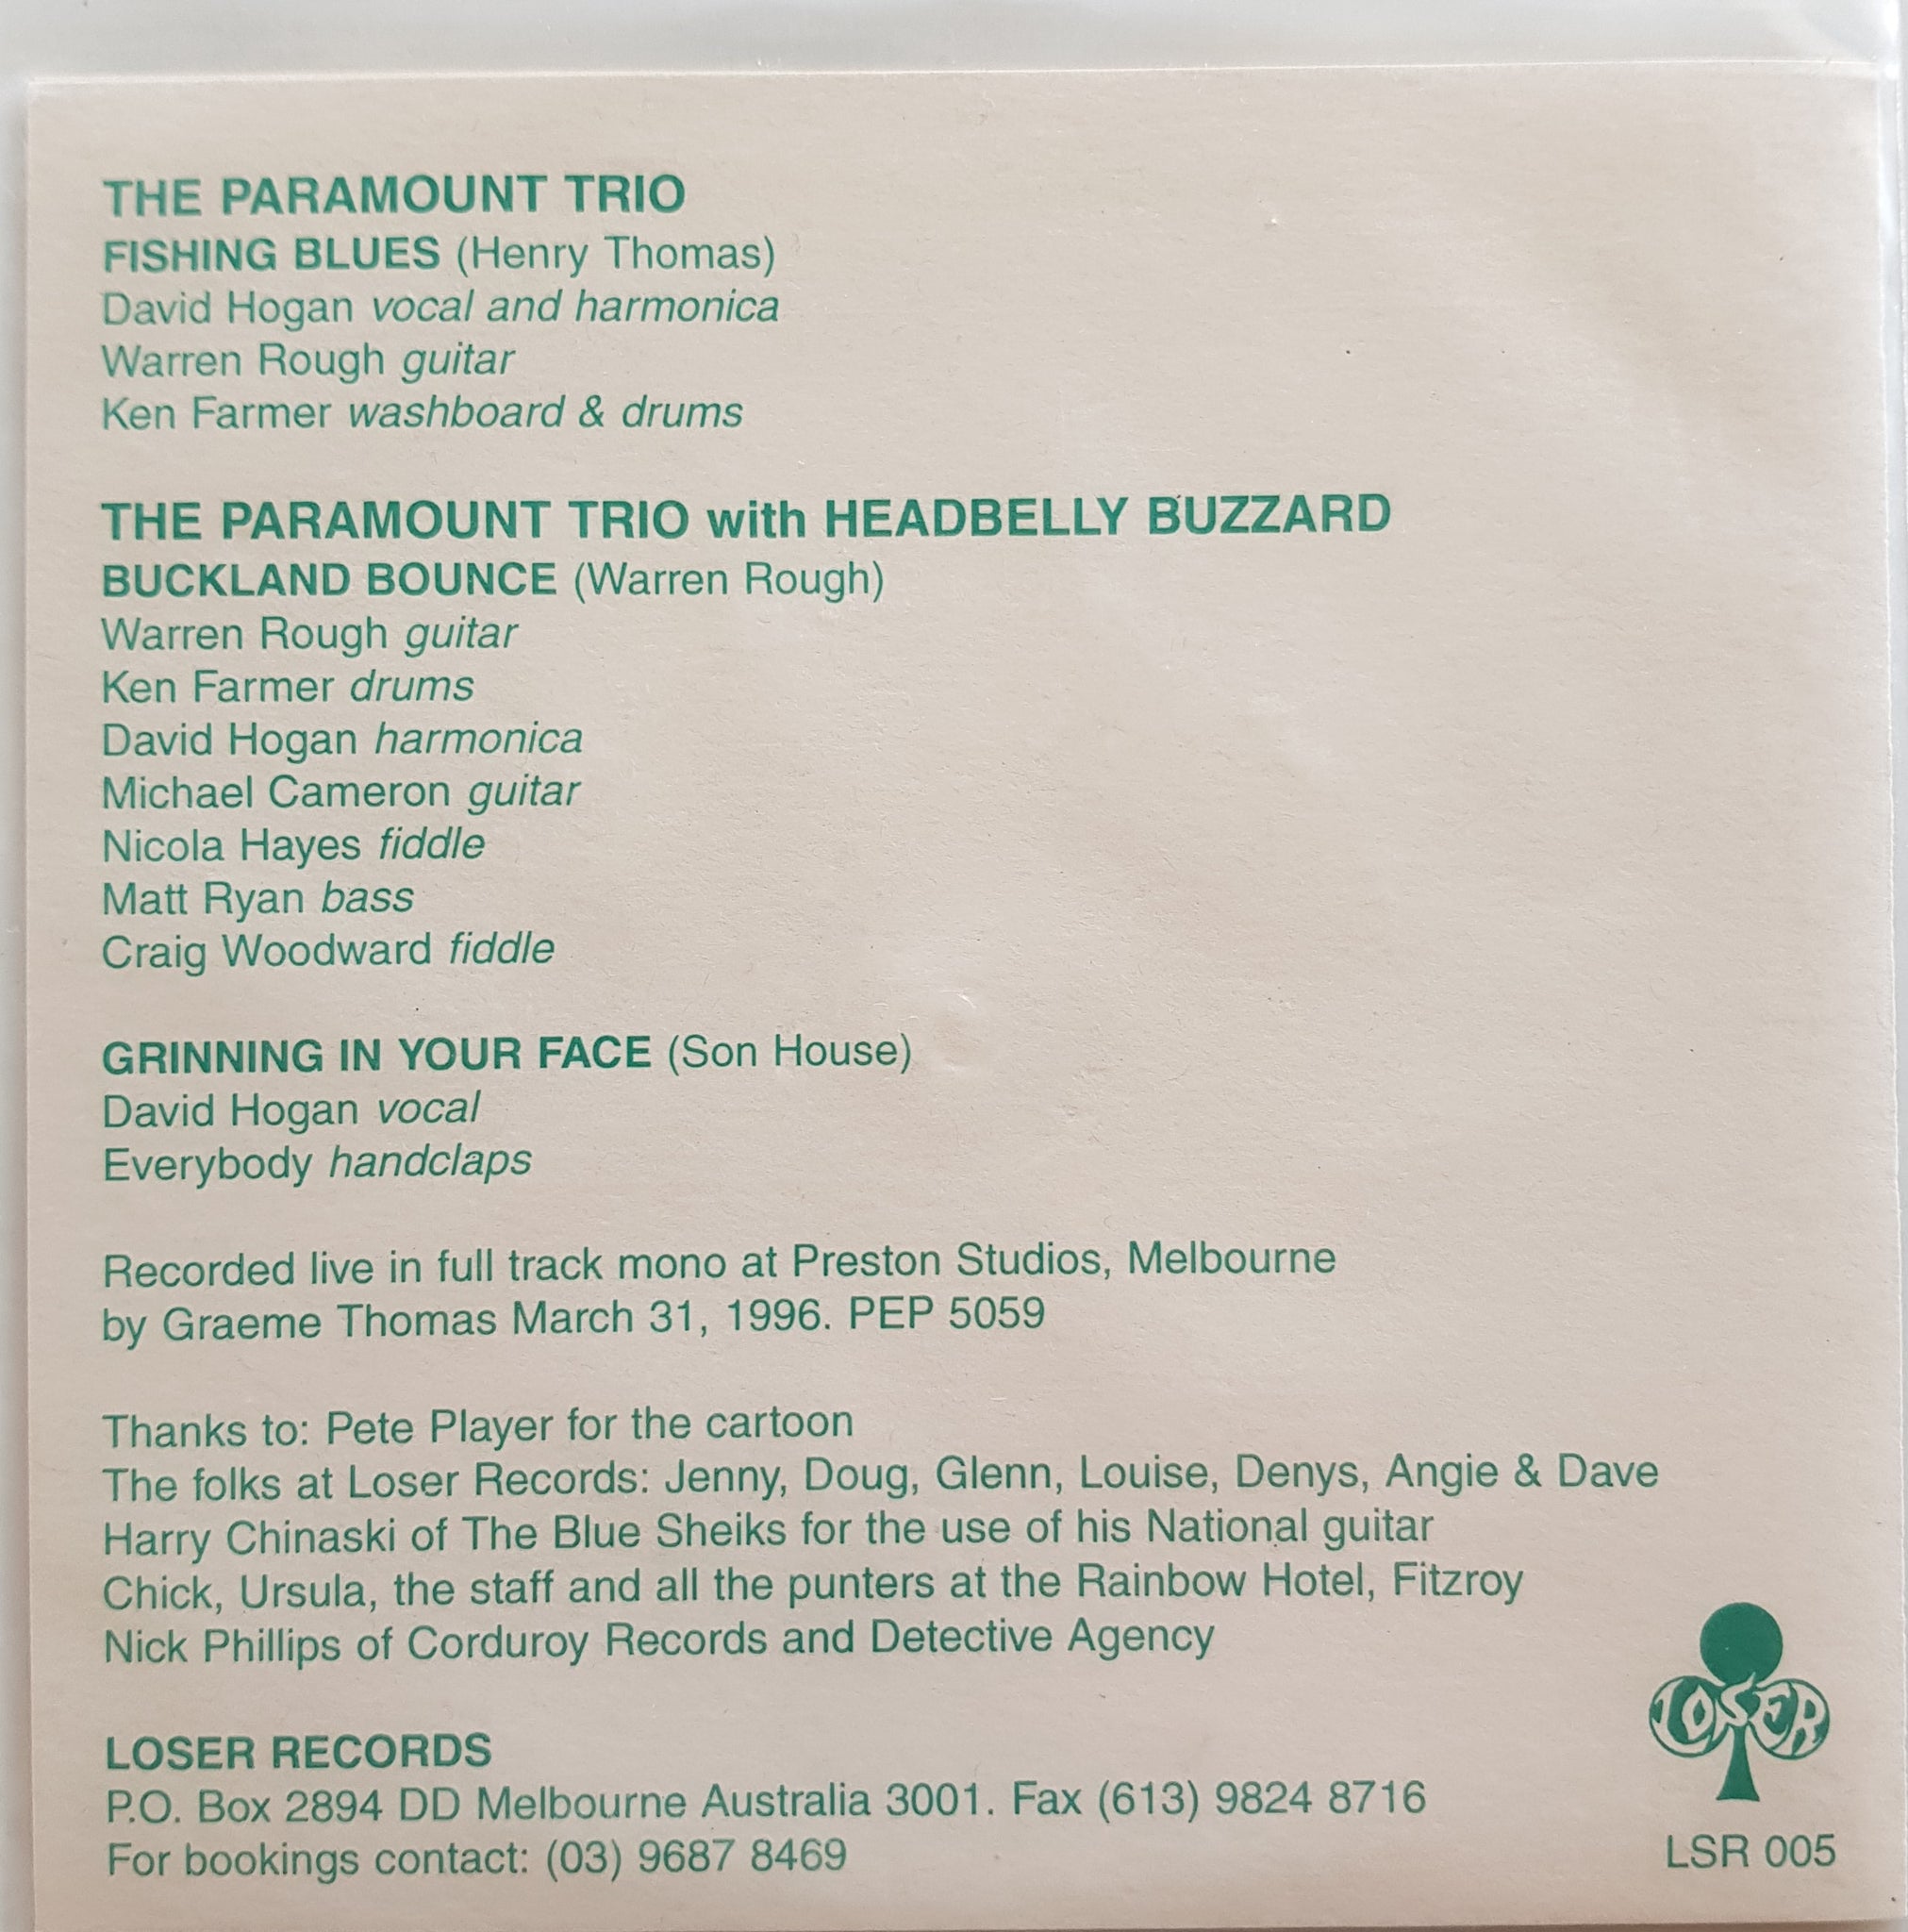 THE PARAMOUNT TRIO
FISHING BLUES (Henry Thomas)
David Hogan vocal and harmonica
Warren Rough guitar
Ken Farmer washboard & drums
THE PARAMOUNT TRIO with HEADBELLY BUZZARD
BUCKLAND BOUNCE (Warren Rough)
Warren Rough guitar
Ken Farmer drums
David Hogan harmonica
Michael Cameron guitar
Nicola Hayes fiddle
Matt Ryan bass
Craig Woodward fiddle
GRINNING IN YOUR FACE (Son House)
David Hogan vocal
Everybody handclaps
Recorded live in full track mono at Preston Studios, Melbourne
by Graeme Thomas March 31, 1996. PEP 5059
Thanks to: Pete Player for the cartoon
The folks at Loser Records: Jenny, Doug, Glenn, Louise, Denys, Angie & Dave
Harry Chinaski of The Blue Sheiks for the use of his National guitar
Chick, Ursula, the staff and all the punters at the Rainbow Hotel, Fitzroy
Nick Phillips of Corduroy Records and Detective Agency
LOSER RECORDS
P.O. Box 2894 DD Melbourne Australia 3001. Fax (613) 9824 8716
For bookings contact: (03) 9687 8469
LOSER
LSR 005